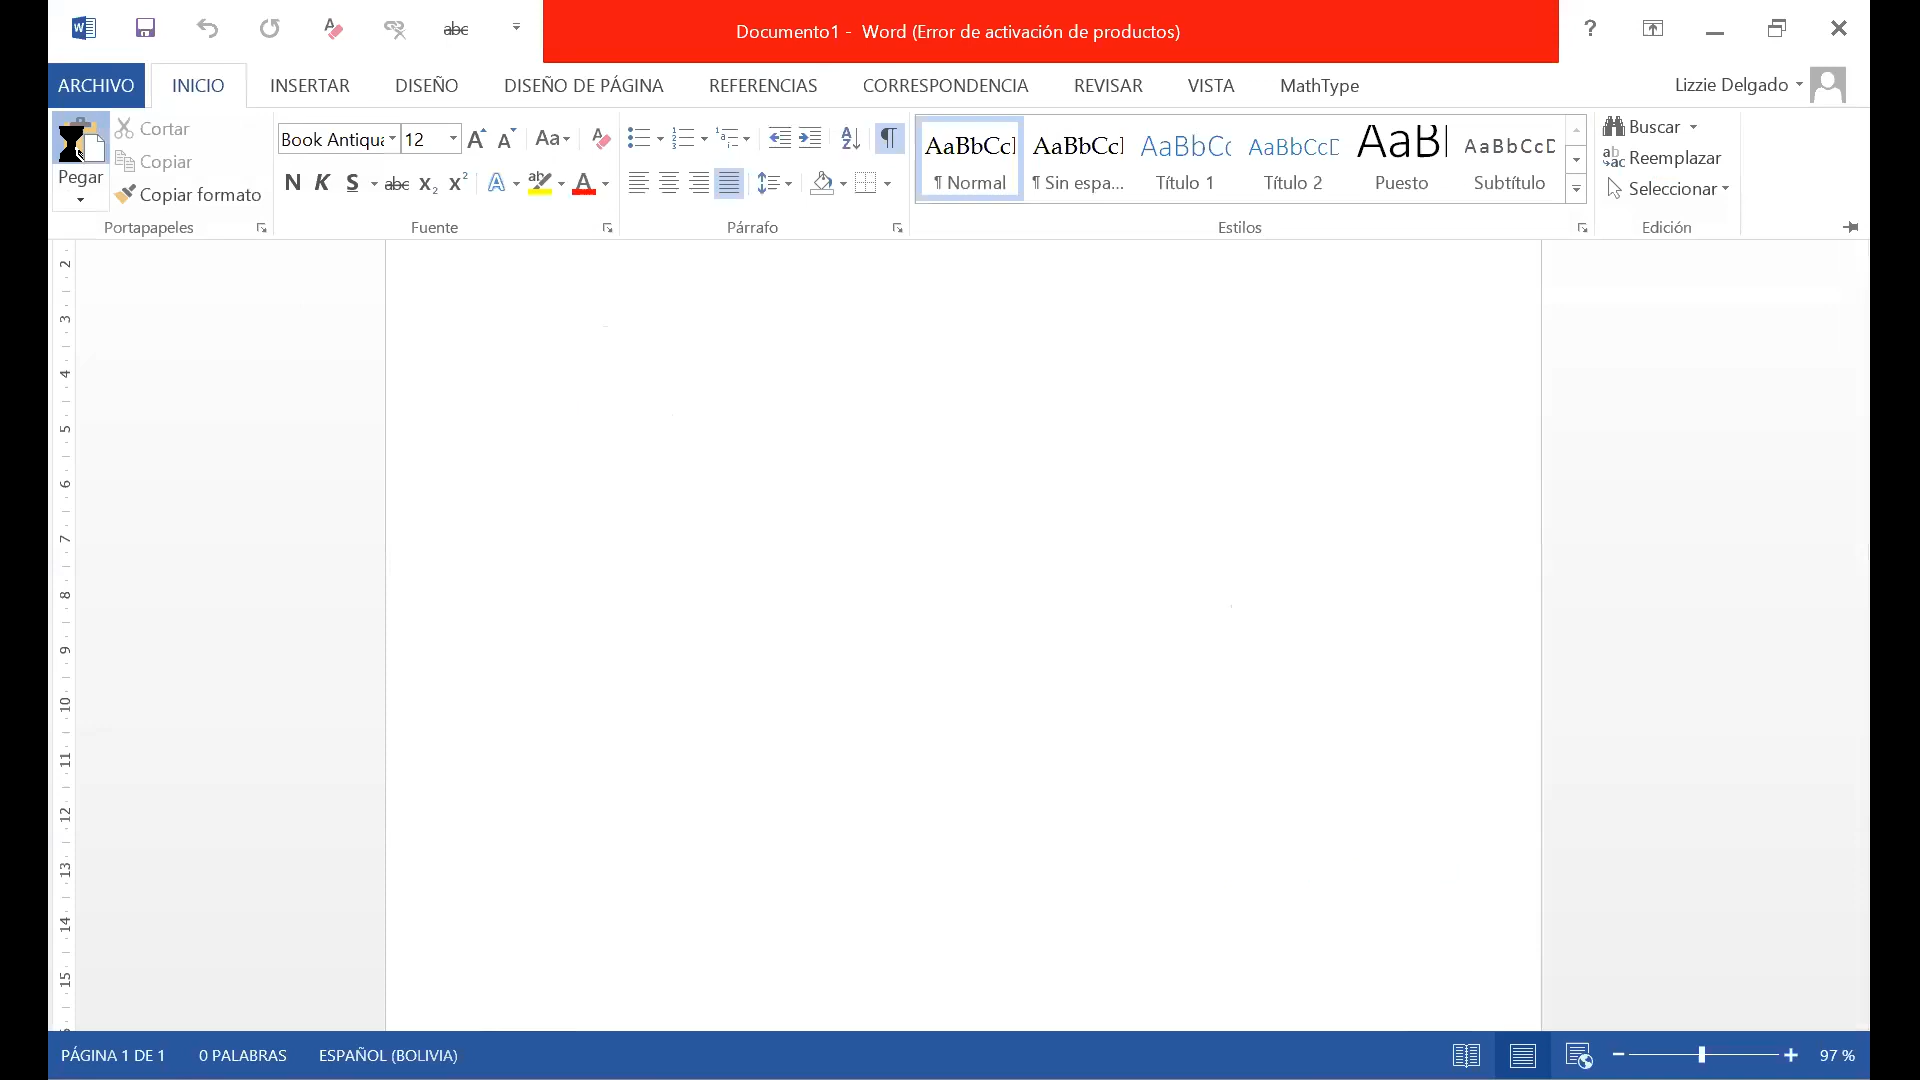 Documento1 - Word (Error de activación de productos)
ARCHIVO INICIO INSERTAR DISEÑO DISEÑO DE PÁGINA REFERENCIAS CORRESPONDENCIA REVISAR VISTA MathType Lizzie Delgado
Pegar
Cortar
Copiar
Copiar formato
Portapapeles
Book Antiqua 12
N K S abc X₂ X²
Fuente
Párrafo
AaBbCcI AaBbCcI AaBbCc AaBbCcD AaBl AaBbCcD
¶ Normal ¶ Sin espa... Título 1 Título 2 Puesto Subtítulo
Estilos
Buscar
Reemplazar
Seleccionar
Edición
2
3
4
5
6
7
8
9
10
11
12
13
14
15
PÁGINA 1 DE 1 0 PALABRAS ESPAÑOL (BOLIVIA) 97 %